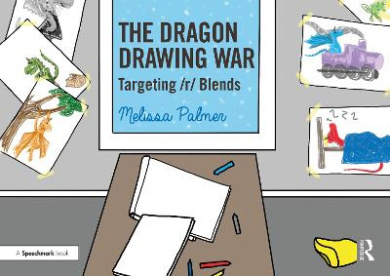 THE DRAGON
DRAWING WAR
Targeting /r/ Blends
Melissa Palmer
z z z
A Speechmark book
R